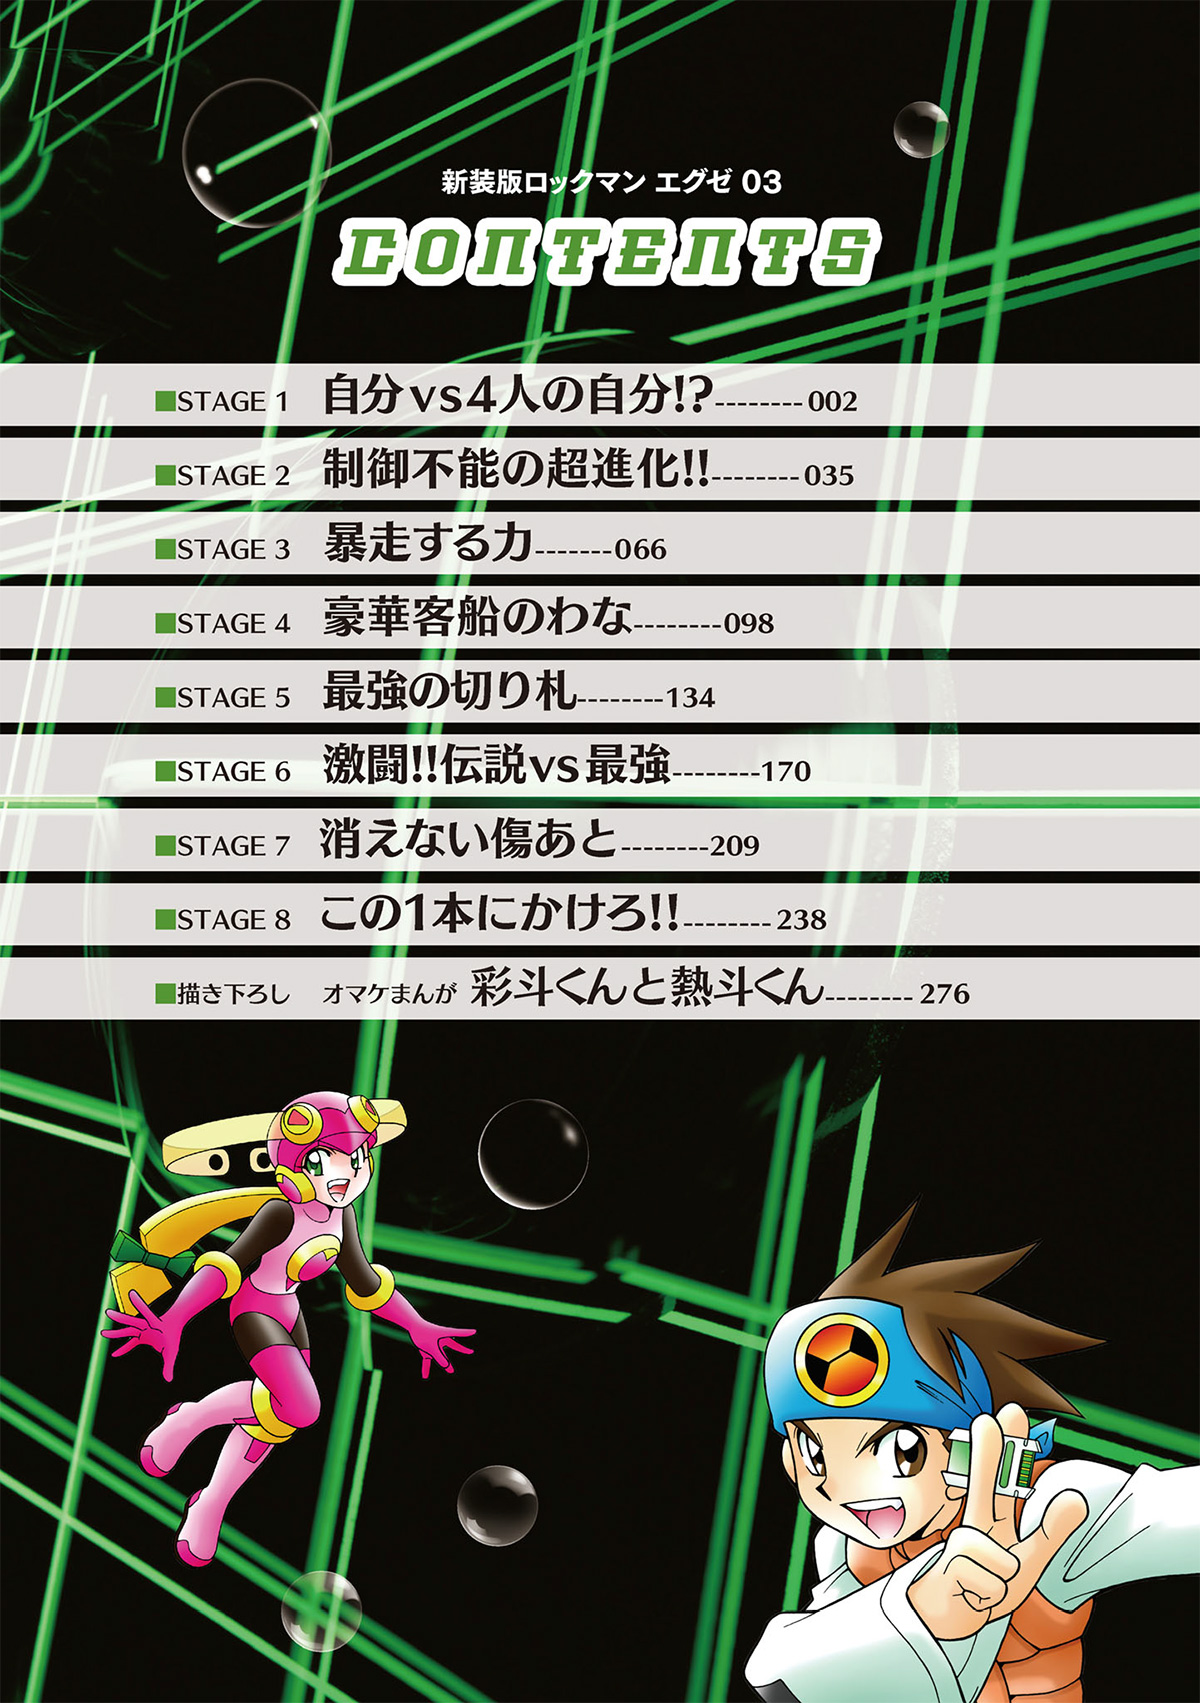 新装版ロックマン エグゼ 03
CONTENTS
■STAGE 1 自分vs4人の自分!?--------002
■STAGE 2 制御不能の超進化!!--------035
■STAGE 3 暴走する力-------066
■STAGE 4 豪華客船のわな--------098
■STAGE 5 最強の切り札--------134
■STAGE 6 激闘!!伝説vs最強--------170
■STAGE 7 消えない傷あと--------209
■STAGE 8 この1本にかけろ!!--------238
■描き下ろし オマケまんが 彩斗くんと熱斗くん--------276